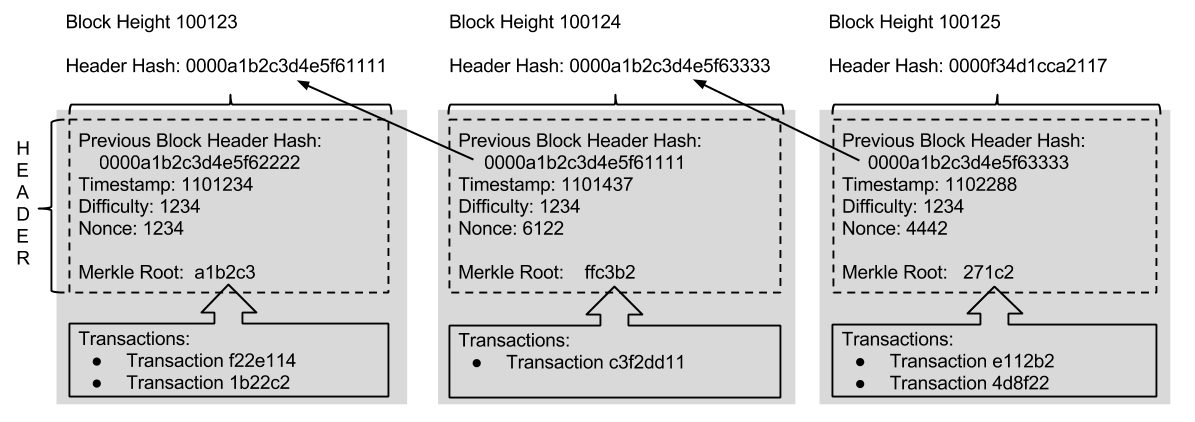 Block Height 100123
Header Hash: 0000a1b2c3d4e5f61111
H
E
A
D
E
R
Previous Block Header Hash:
0000a1b2c3d4e5f62222
Timestamp: 1101234
Difficulty: 1234
Nonce: 1234
Merkle Root: a1b2c3
Transactions:
● Transaction f22e114
● Transaction 1b22c2
Block Height 100124
Header Hash: 0000a1b2c3d4e5f63333
Previous Block Header Hash:
0000a1b2c3d4e5f61111
Timestamp: 1101437
Difficulty: 1234
Nonce: 6122
Merkle Root: ffc3b2
Transactions:
● Transaction c3f2dd11
Block Height 100125
Header Hash: 0000f34d1cca2117
Previous Block Header Hash:
0000a1b2c3d4e5f63333
Timestamp: 1102288
Difficulty: 1234
Nonce: 4442
Merkle Root: 271c2
Transactions:
● Transaction e112b2
● Transaction 4d8f22